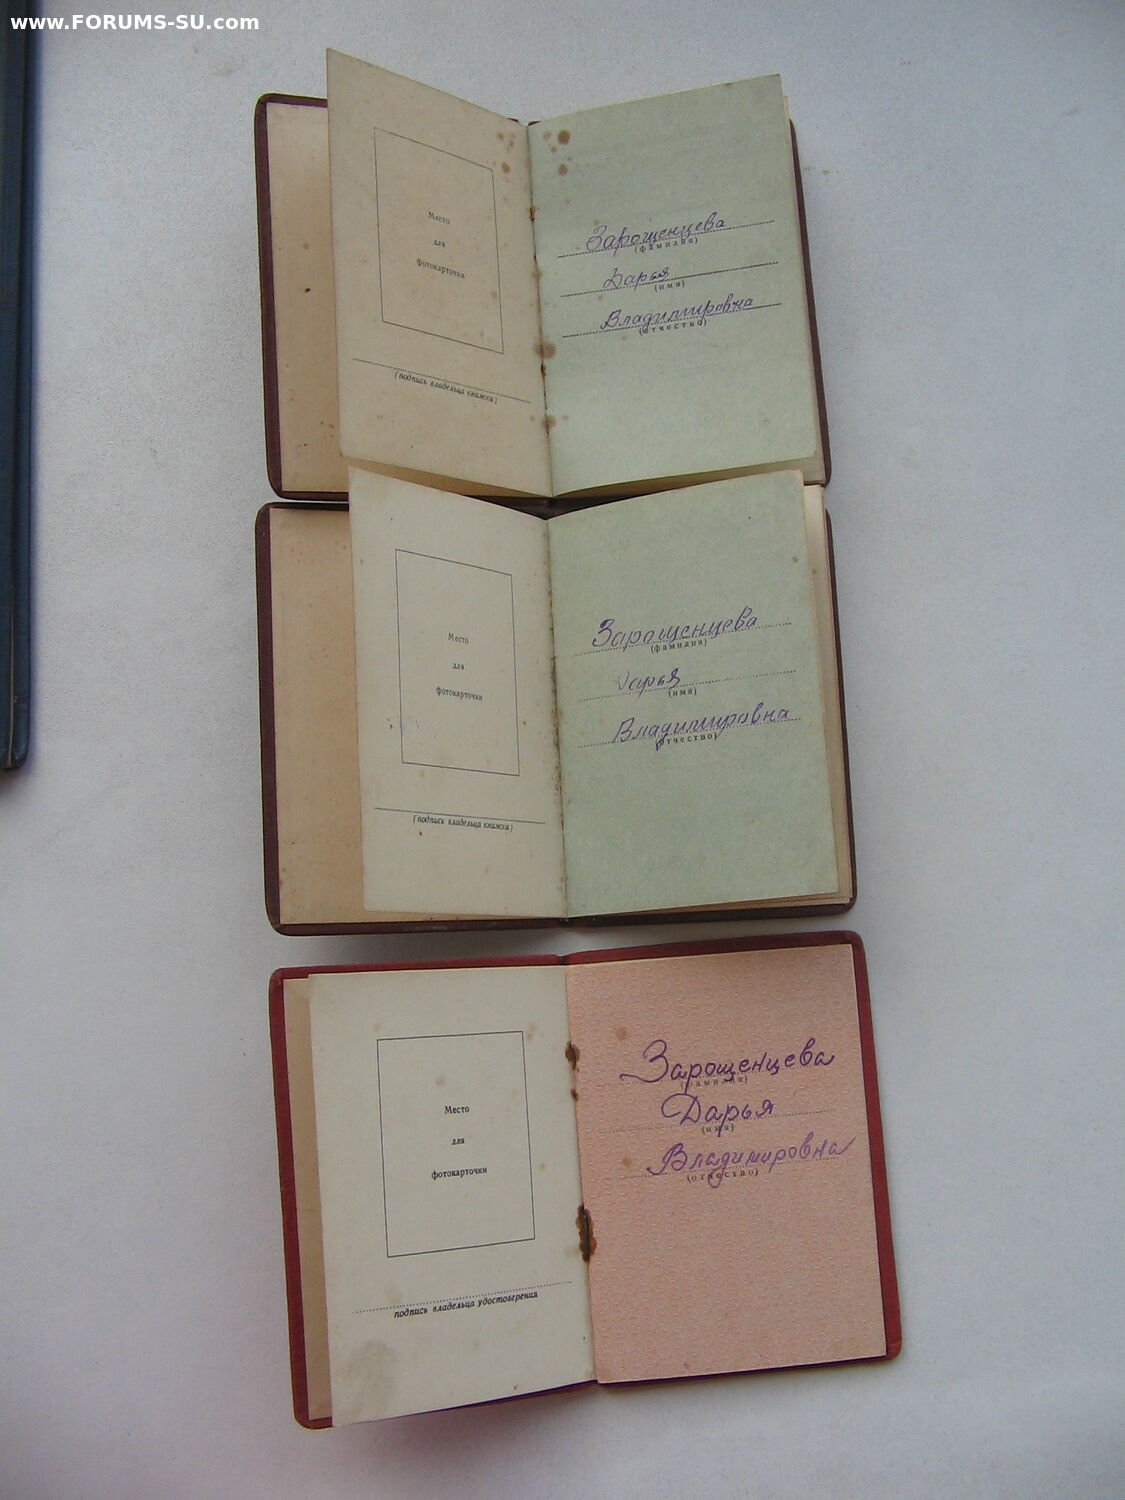 www.FORUMS-SU.com
Место
для
фотокарточки
(подпись владельца книжки)
Зарощенцева
(фамилия)
Дарья
(имя)
Владимировна
(отчество)
Место
для
фотокарточки
(подпись владельца книжки)
Зарощенцева
(фамилия)
Дарья
(имя)
Владимировна
(отчество)
Место
для
фотокарточки
подпись владельца удостоверения
Зарощенцева
(фамилия)
Дарья
(имя)
Владимировна
(отчество)